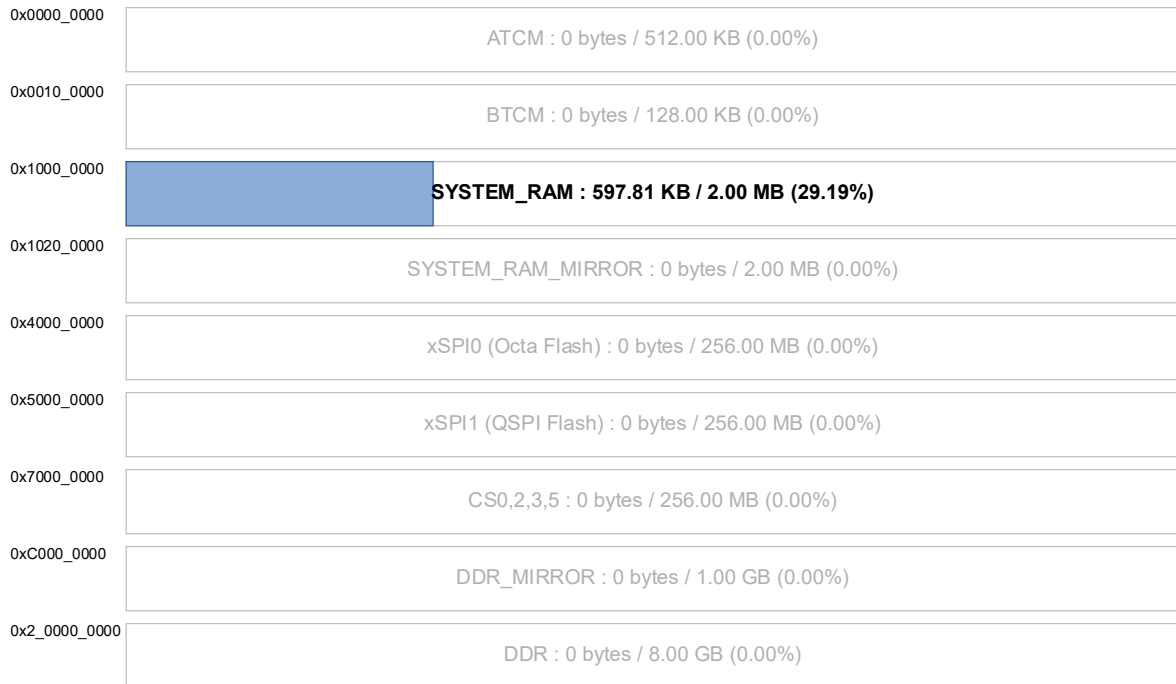 0x0000_0000
ATCM : 0 bytes / 512.00 KB (0.00%)
0x0010_0000
BTCM : 0 bytes / 128.00 KB (0.00%)
0x1000_0000
SYSTEM_RAM : 597.81 KB / 2.00 MB (29.19%)
0x1020_0000
SYSTEM_RAM_MIRROR : 0 bytes / 2.00 MB (0.00%)
0x4000_0000
xSPI0 (Octa Flash) : 0 bytes / 256.00 MB (0.00%)
0x5000_0000
xSPI1 (QSPI Flash) : 0 bytes / 256.00 MB (0.00%)
0x7000_0000
CS0,2,3,5 : 0 bytes / 256.00 MB (0.00%)
0xC000_0000
DDR_MIRROR : 0 bytes / 1.00 GB (0.00%)
0x2_0000_0000
DDR : 0 bytes / 8.00 GB (0.00%)